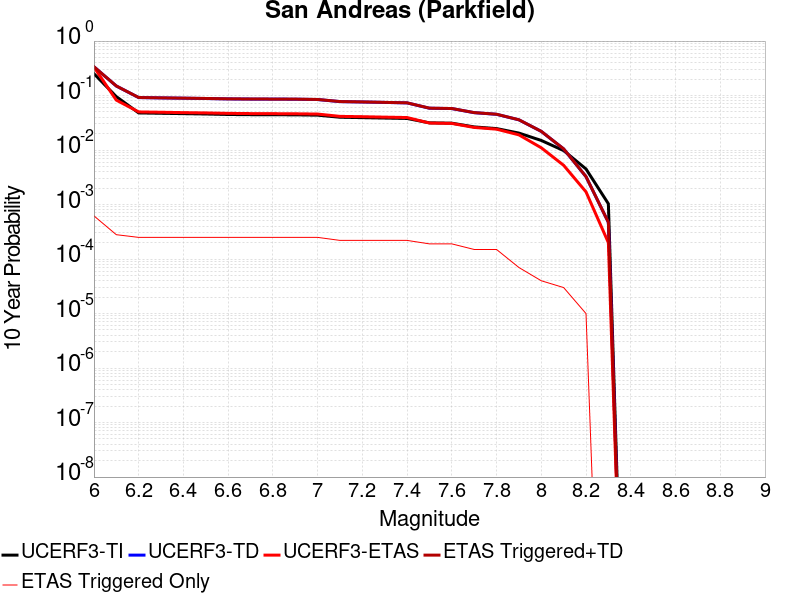 San Andreas (Parkfield)
10 0
10 -1
10 -2
10 -3
10 -4
10 -5
10 -6
10 -7
10 -8
10 Year Probability
6 6.2 6.4 6.6 6.8 7 7.2 7.4 7.6 7.8 8 8.2 8.4 8.6 8.8 9
Magnitude
UCERF3-TI UCERF3-TD UCERF3-ETAS ETAS Triggered+TD
ETAS Triggered Only